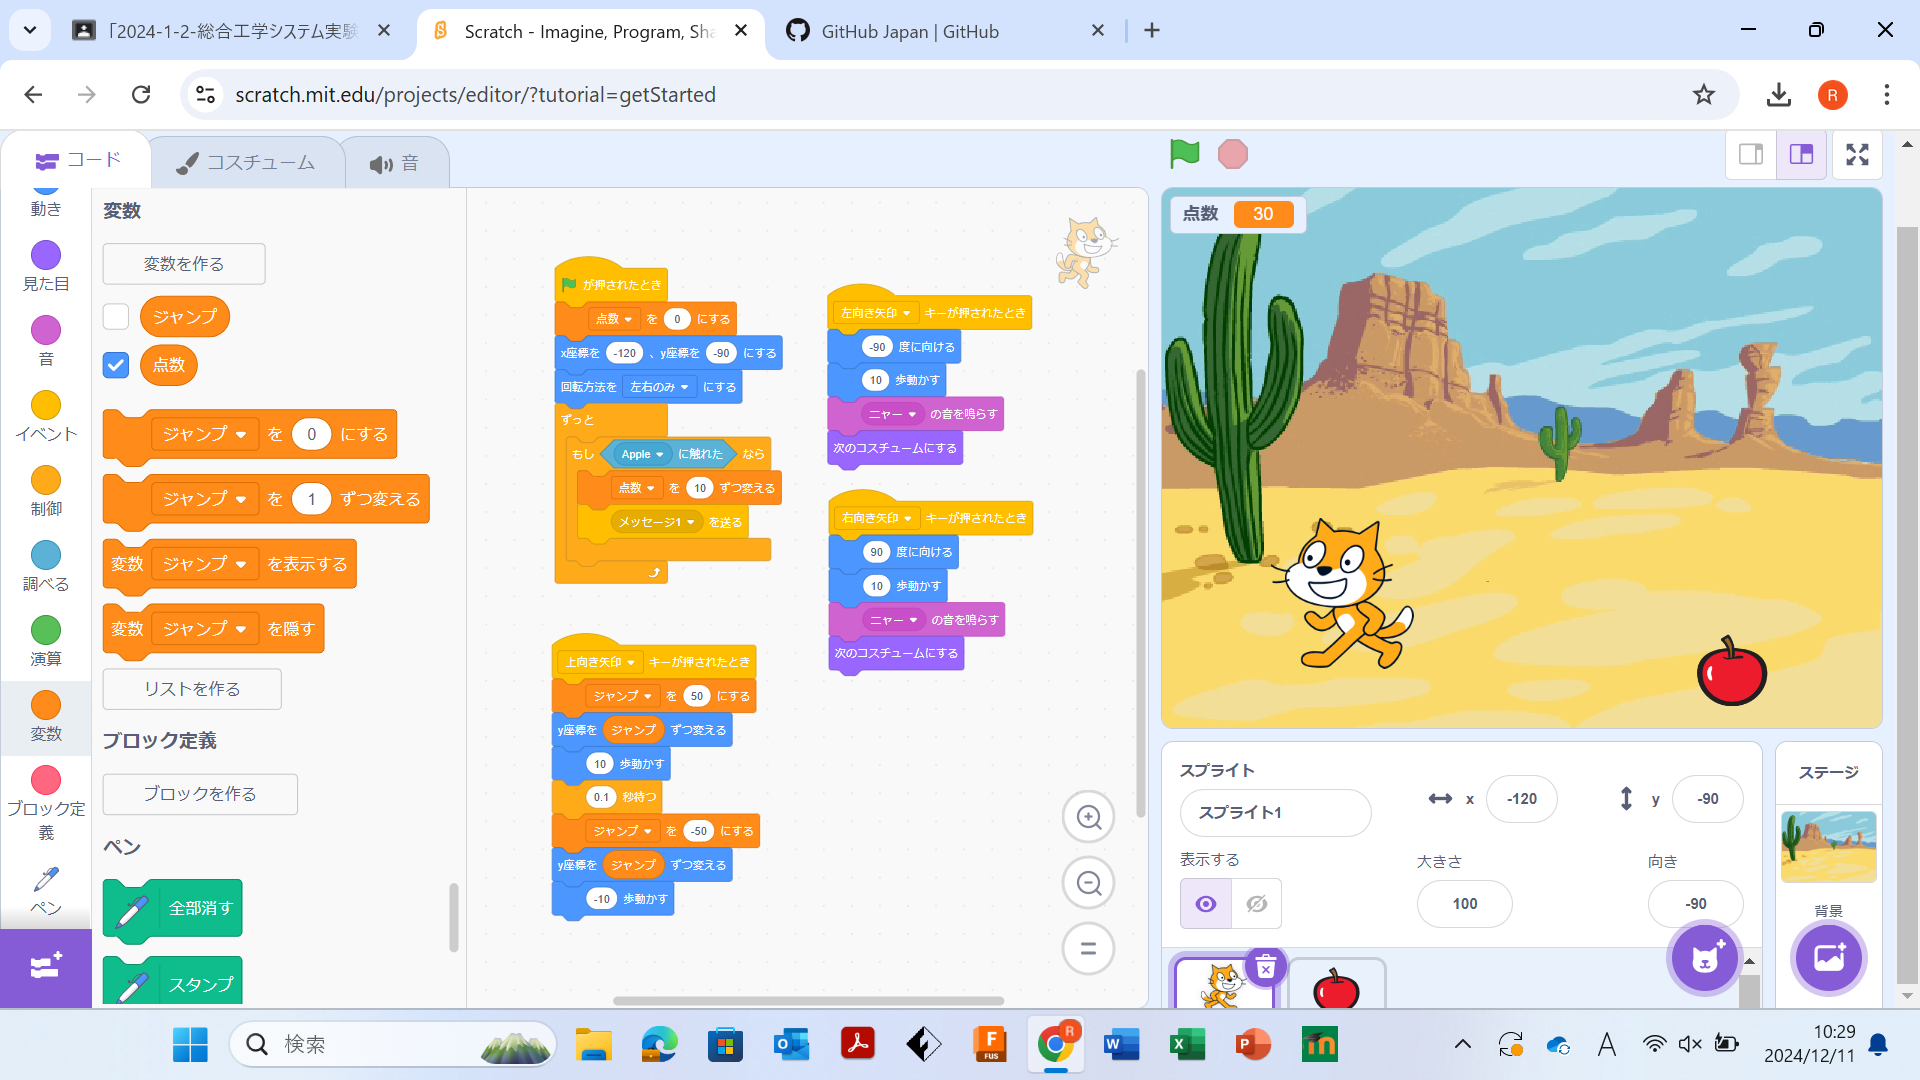 「2024-1-2-総合工学システム実験
Scratch - Imagine, Program, Sha
GitHub Japan | GitHub
scratch.mit.edu/projects/editor/?tutorial=getStarted
R
コード
コスチューム
音
動き
見た目
音
イベント
制御
調べる
演算
変数
ブロック定
義
ペン
変数
変数を作る
ジャンプ
点数
ジャンプ を 0 にする
ジャンプ を 1 ずつ変える
変数 ジャンプ を表示する
変数 ジャンプ を隠す
リストを作る
ブロック定義
ブロックを作る
ペン
全部消す
スタンプ
が押されたとき
点数 を 0 にする
x座標を -120 、y座標を -90 にする
回転方法を 左右のみ にする
ずっと
もし Apple に触れた なら
点数 を 10 ずつ変える
メッセージ1 を送る
上向き矢印 キーが押されたとき
ジャンプ を 50 にする
y座標を ジャンプ ずつ変える
10 歩動かす
0.1 秒待つ
ジャンプ を -50 にする
y座標を ジャンプ ずつ変える
-10 歩動かす
左向き矢印 キーが押されたとき
-90 度に向ける
10 歩動かす
ニャー の音を鳴らす
次のコスチュームにする
右向き矢印 キーが押されたとき
90 度に向ける
10 歩動かす
ニャー の音を鳴らす
次のコスチュームにする
点数 30
スプライト
スプライト1
x -120 y -90
表示する 大きさ 向き
100 -90
ステージ
背景
検索
FUS
R
A
10:29
2024/12/11